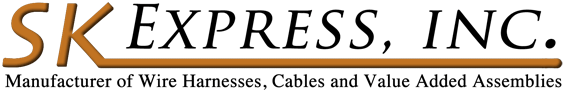 SK EXPRESS, INC.
Manufacturer of Wire Harnesses, Cables and Value Added Assemblies